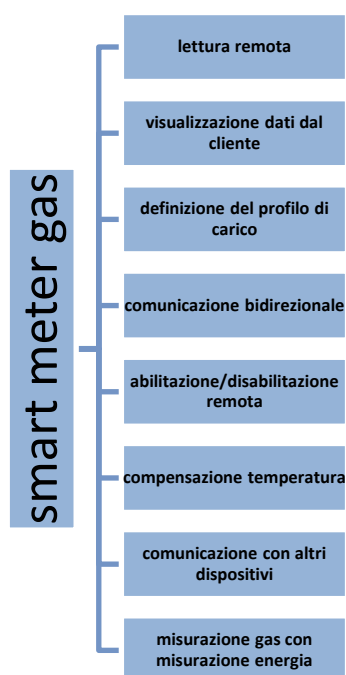 smart meter gas
lettura remota
visualizzazione dati dal
cliente
definizione del profilo di
carico
comunicazione bidirezionale
abilitazione/disabilitazione
remota
compensazione temperatura
comunicazione con altri
dispositivi
misurazione gas con
misurazione energia